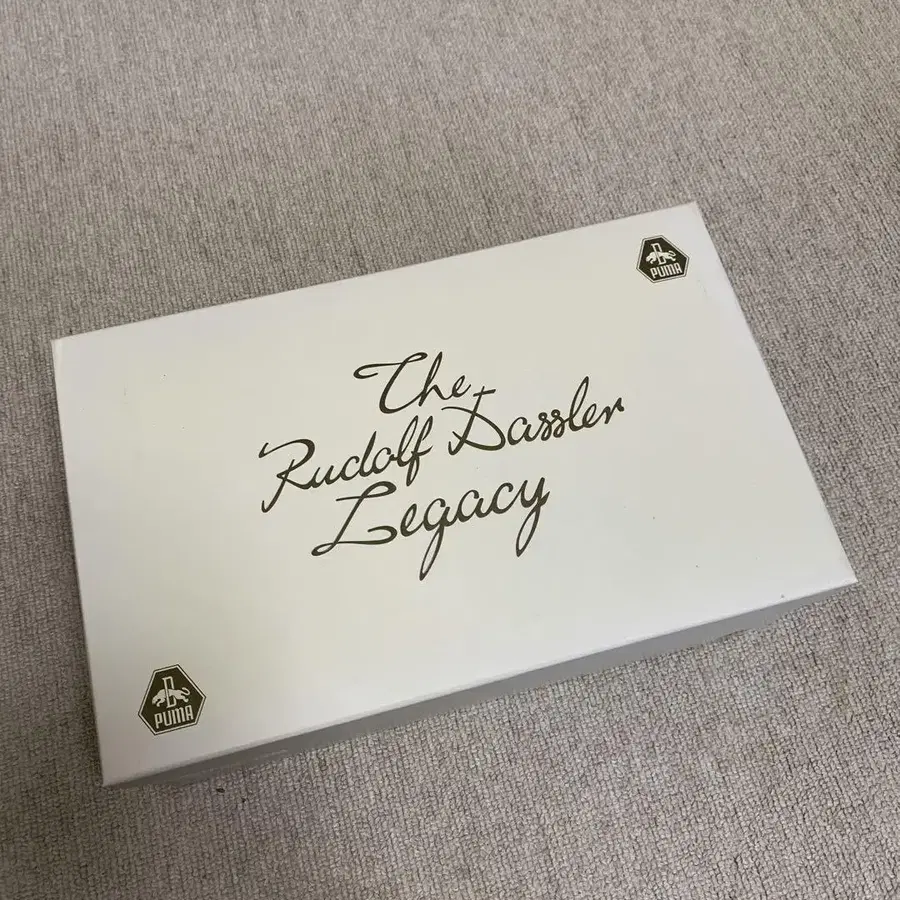 PUMA
The
Rudolf Dassler
Legacy
PUMA